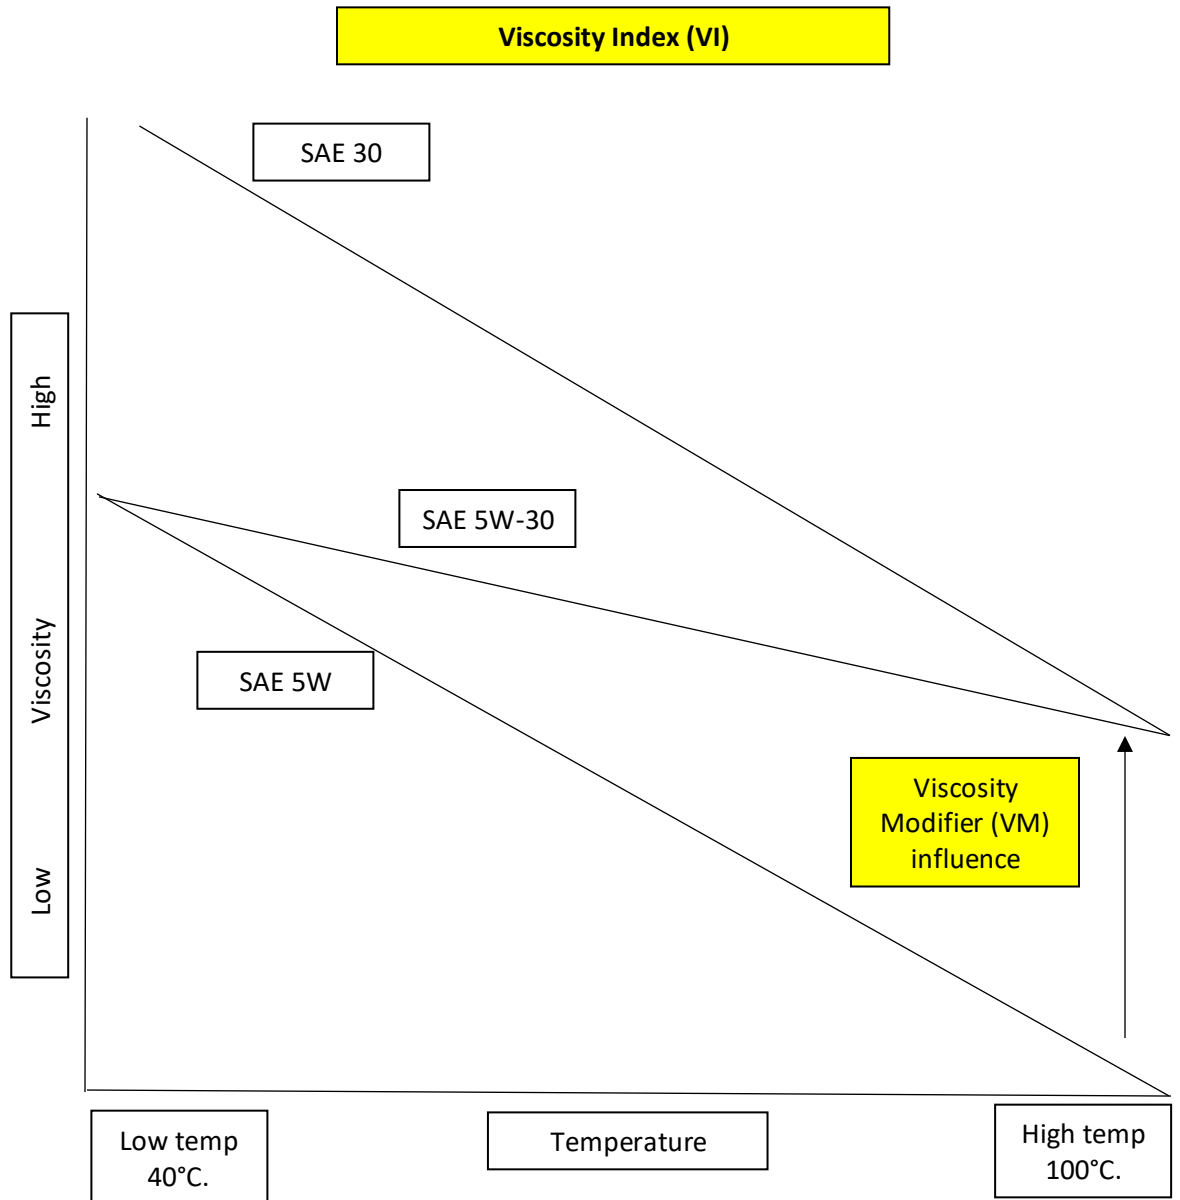 Viscosity Index (VI)
SAE 30
High
Viscosity
Low
SAE 5W-30
SAE 5W
Viscosity
Modifier (VM)
influence
Low temp
40°C.
Temperature
High temp
100°C.